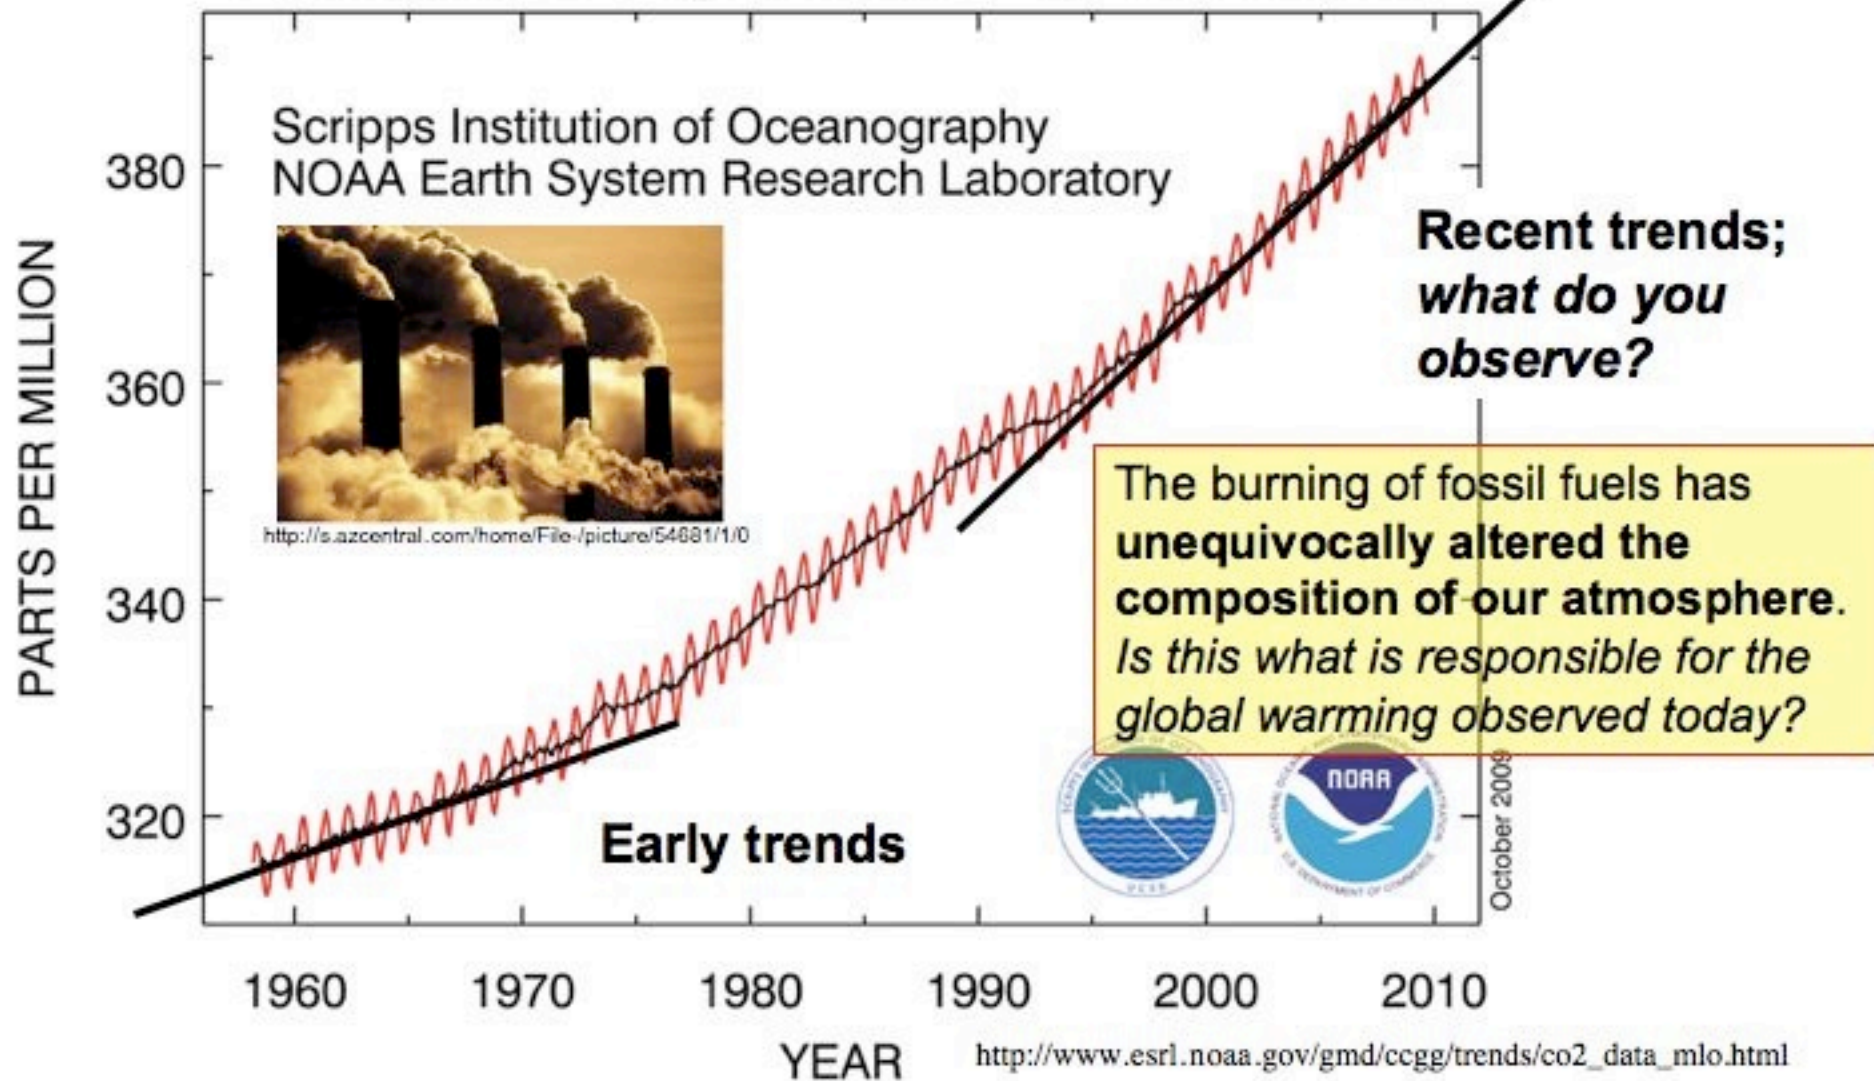 Scripps Institution of Oceanography
NOAA Earth System Research Laboratory
http://s.azcentral.com/home/File-/picture/54681/1/0
PARTS PER MILLION
380
360
340
320
Recent trends;
what do you
observe?
The burning of fossil fuels has
unequivocally altered the
composition of our atmosphere.
Is this what is responsible for the
global warming observed today?
Early trends
NOAA
UCSD
October 2009
1960 1970 1980 1990 2000 2010
YEAR
http://www.esrl.noaa.gov/gmd/ccgg/trends/co2_data_mlo.html